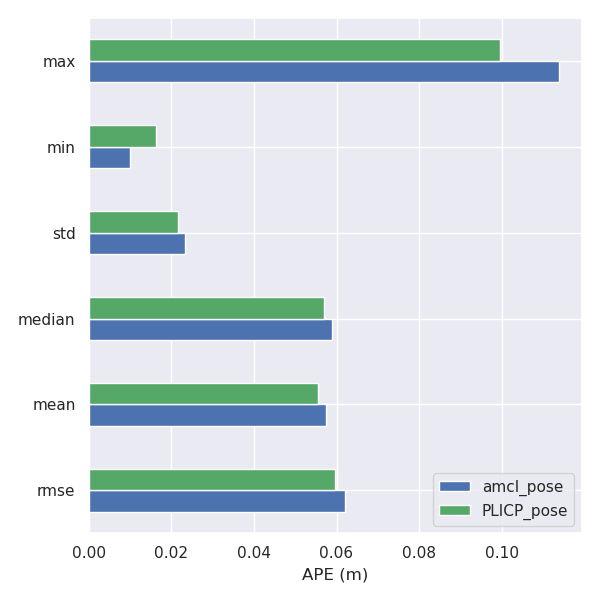 max
min
std
median
mean
rmse
amcl_pose
PLICP_pose
0.00 0.02 0.04 0.06 0.08 0.10
APE (m)